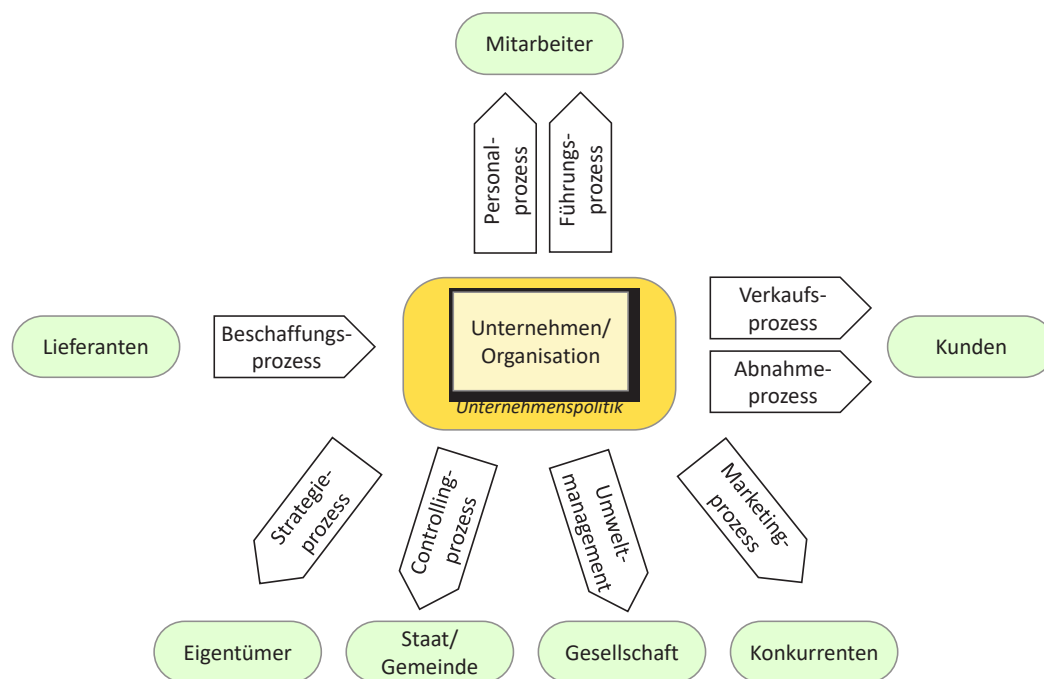 Mitarbeiter
Personal-
prozess
Führungs-
prozess
Lieferanten
Beschaffungs-
prozess
Unternehmen/
Organisation
Unternehmenspolitik
Verkaufs-
prozess
Abnahme-
prozess
Kunden
Strategie-
prozess
Controlling-
prozess
Umwelt-
management
Marketing-
prozess
Eigentümer
Staat/
Gemeinde
Gesellschaft
Konkurrenten